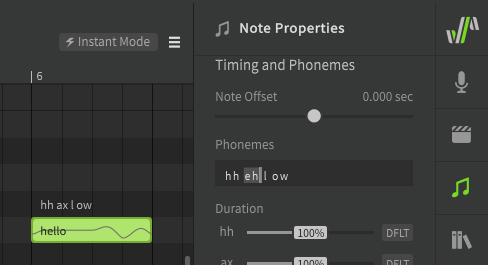 Instant Mode
Note Properties
6
Timing and Phonemes
Note Offset 0.000 sec
Phonemes
hh eh l ow
hh ax l ow
hello
Duration
hh 100% DFLT
ax 100% DFLT